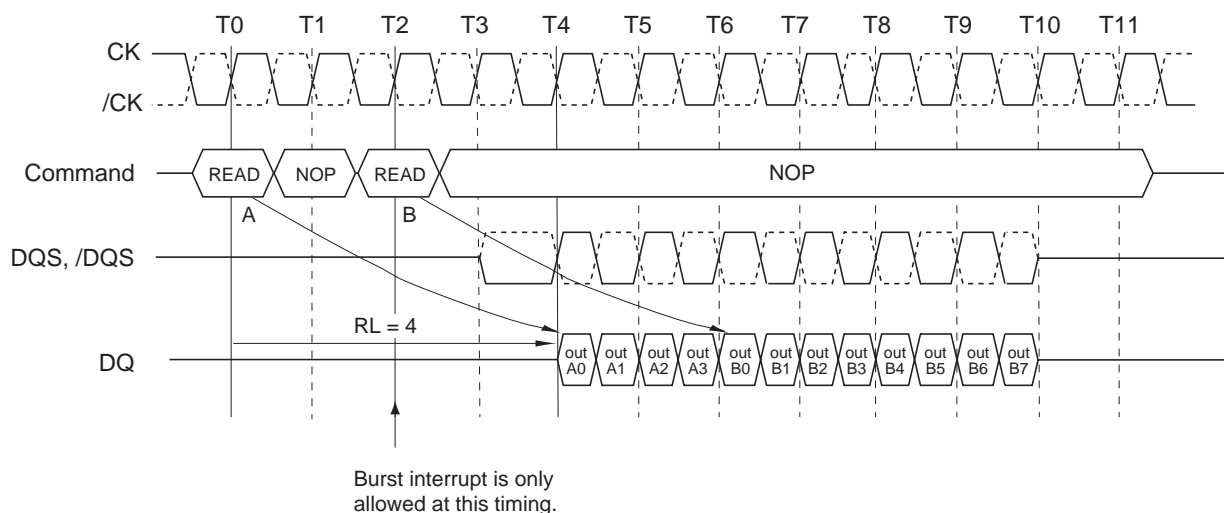 T0 T1 T2 T3 T4 T5 T6 T7 T8 T9 T10 T11
CK
/CK
Command READ NOP READ NOP
A B
DQS, /DQS
RL = 4
DQ
out A0 out A1 out A2 out A3 out B0 out B1 out B2 out B3 out B4 out B5 out B6 out B7
Burst interrupt is only
allowed at this timing.